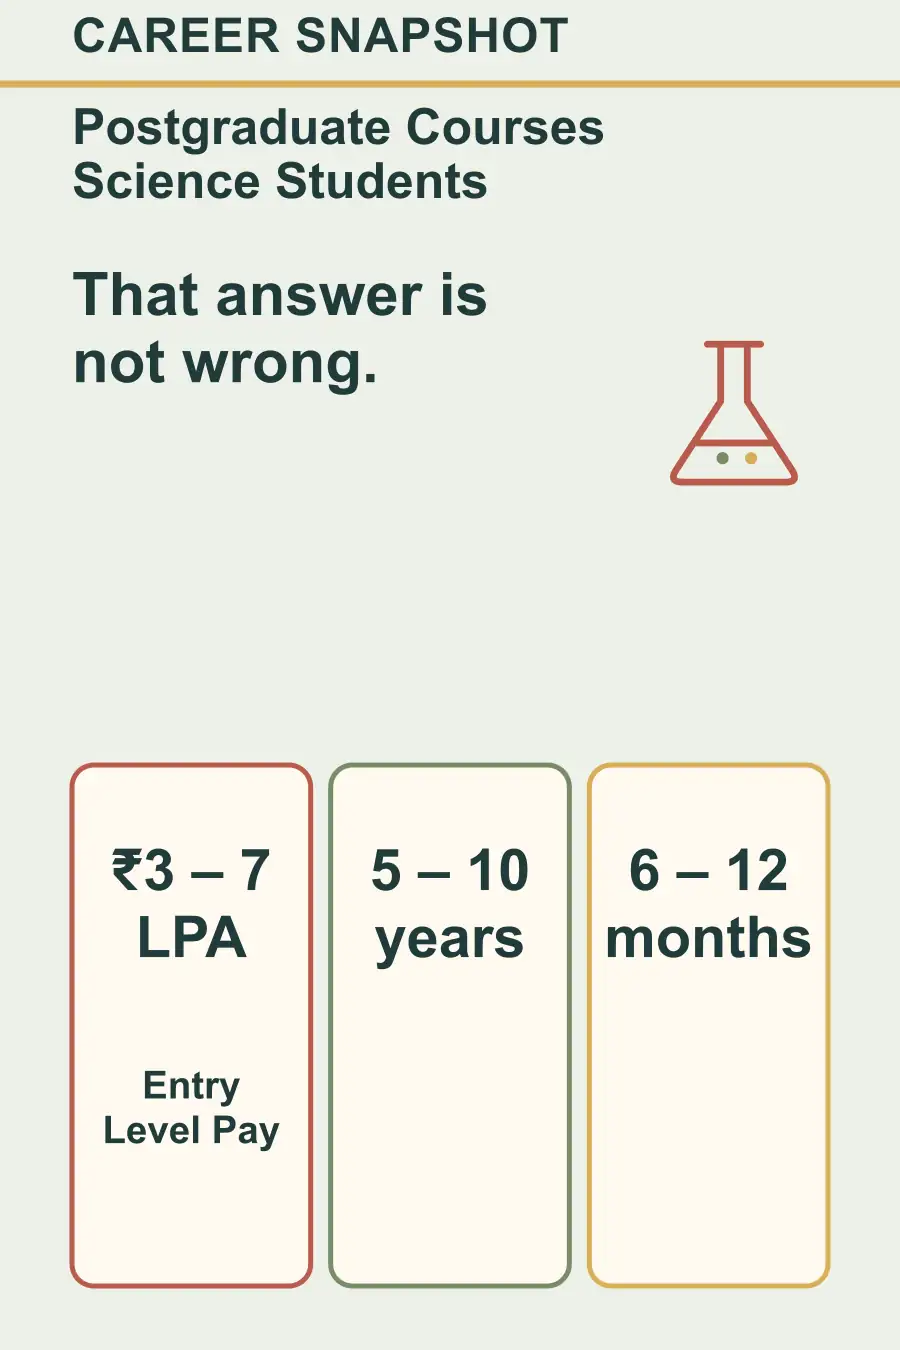 CAREER SNAPSHOT
Postgraduate Courses
Science Students
That answer is
not wrong.
₹3 – 7
LPA
Entry
Level Pay
5 – 10
years
6 – 12
months